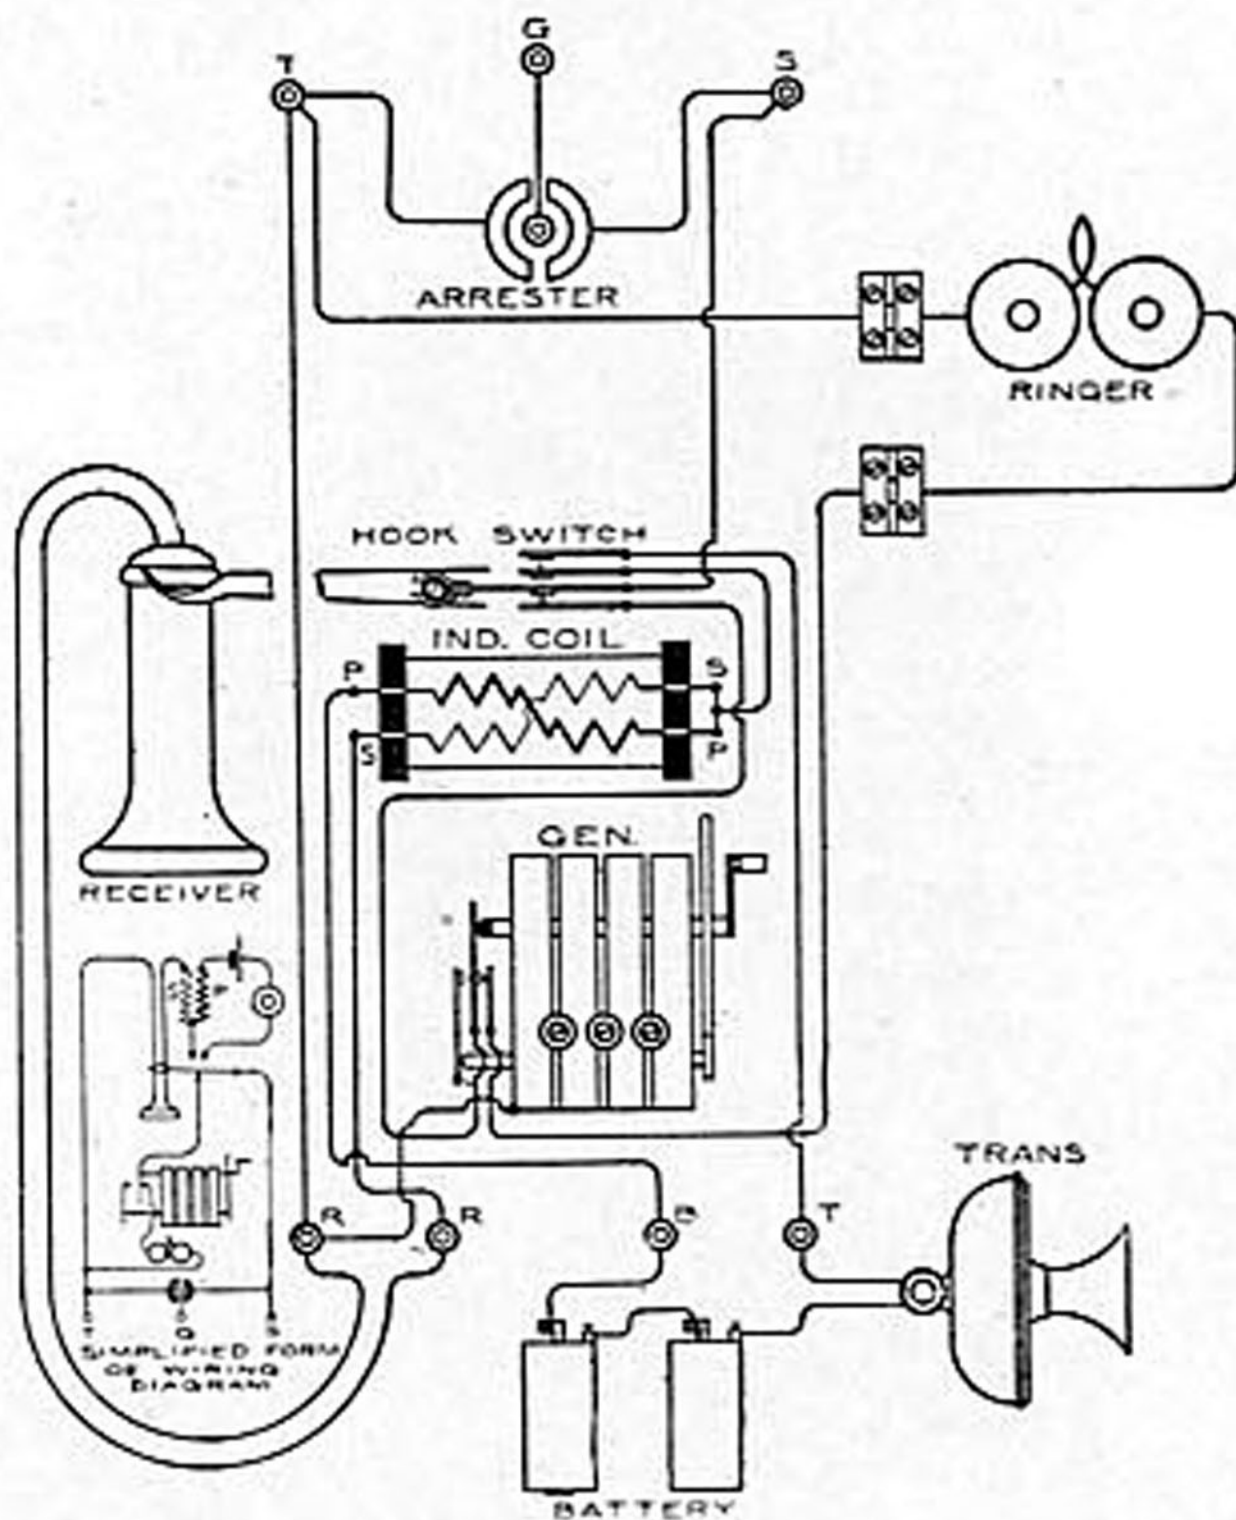 G
T
S
ARRESTER
RINGER
HOOK SWITCH
IND. COIL
P
S
S
P
GEN.
RECEIVER
S
P
TRANS
R
R
B
T
T
G
S
SIMPLIFIED FORM
OF WIRING
DIAGRAM
BATTERY